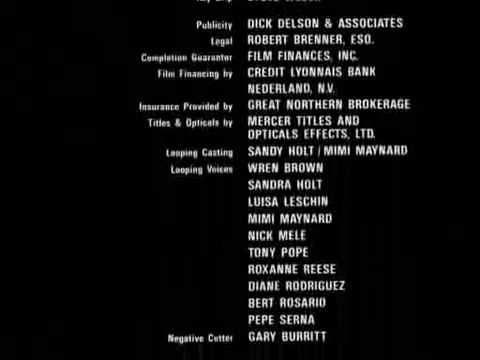 Publicity DICK DELSON & ASSOCIATES
Legal ROBERT BRENNER, ESQ.
Completion Guarantor FILM FINANCES, INC.
Film Financing by CREDIT LYONNAIS BANK
NEDERLAND, N.V.
Insurance Provided by GREAT NORTHERN BROKERAGE
Titles & Opticals by MERCER TITLES AND
OPTICALS EFFECTS, LTD.
Looping Casting SANDY HOLT / MIMI MAYNARD
Looping Voices WREN BROWN
SANDRA HOLT
LUISA LESCHIN
MIMI MAYNARD
NICK MELE
TONY POPE
ROXANNE REESE
DIANE RODRIGUEZ
BERT ROSARIO
PEPE SERNA
Negative Cutter GARY BURRITT